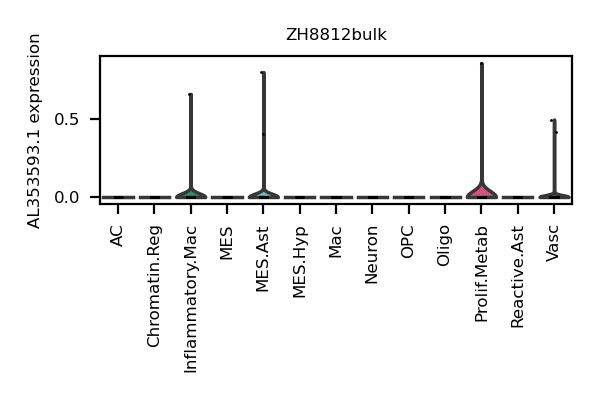 ZH8812bulk
AL353593.1 expression
0.5
0.0
AC
Chromatin.Reg
Inflammatory.Mac
MES
MES.Ast
MES.Hyp
Mac
Neuron
OPC
Oligo
Prolif.Metab
Reactive.Ast
Vasc